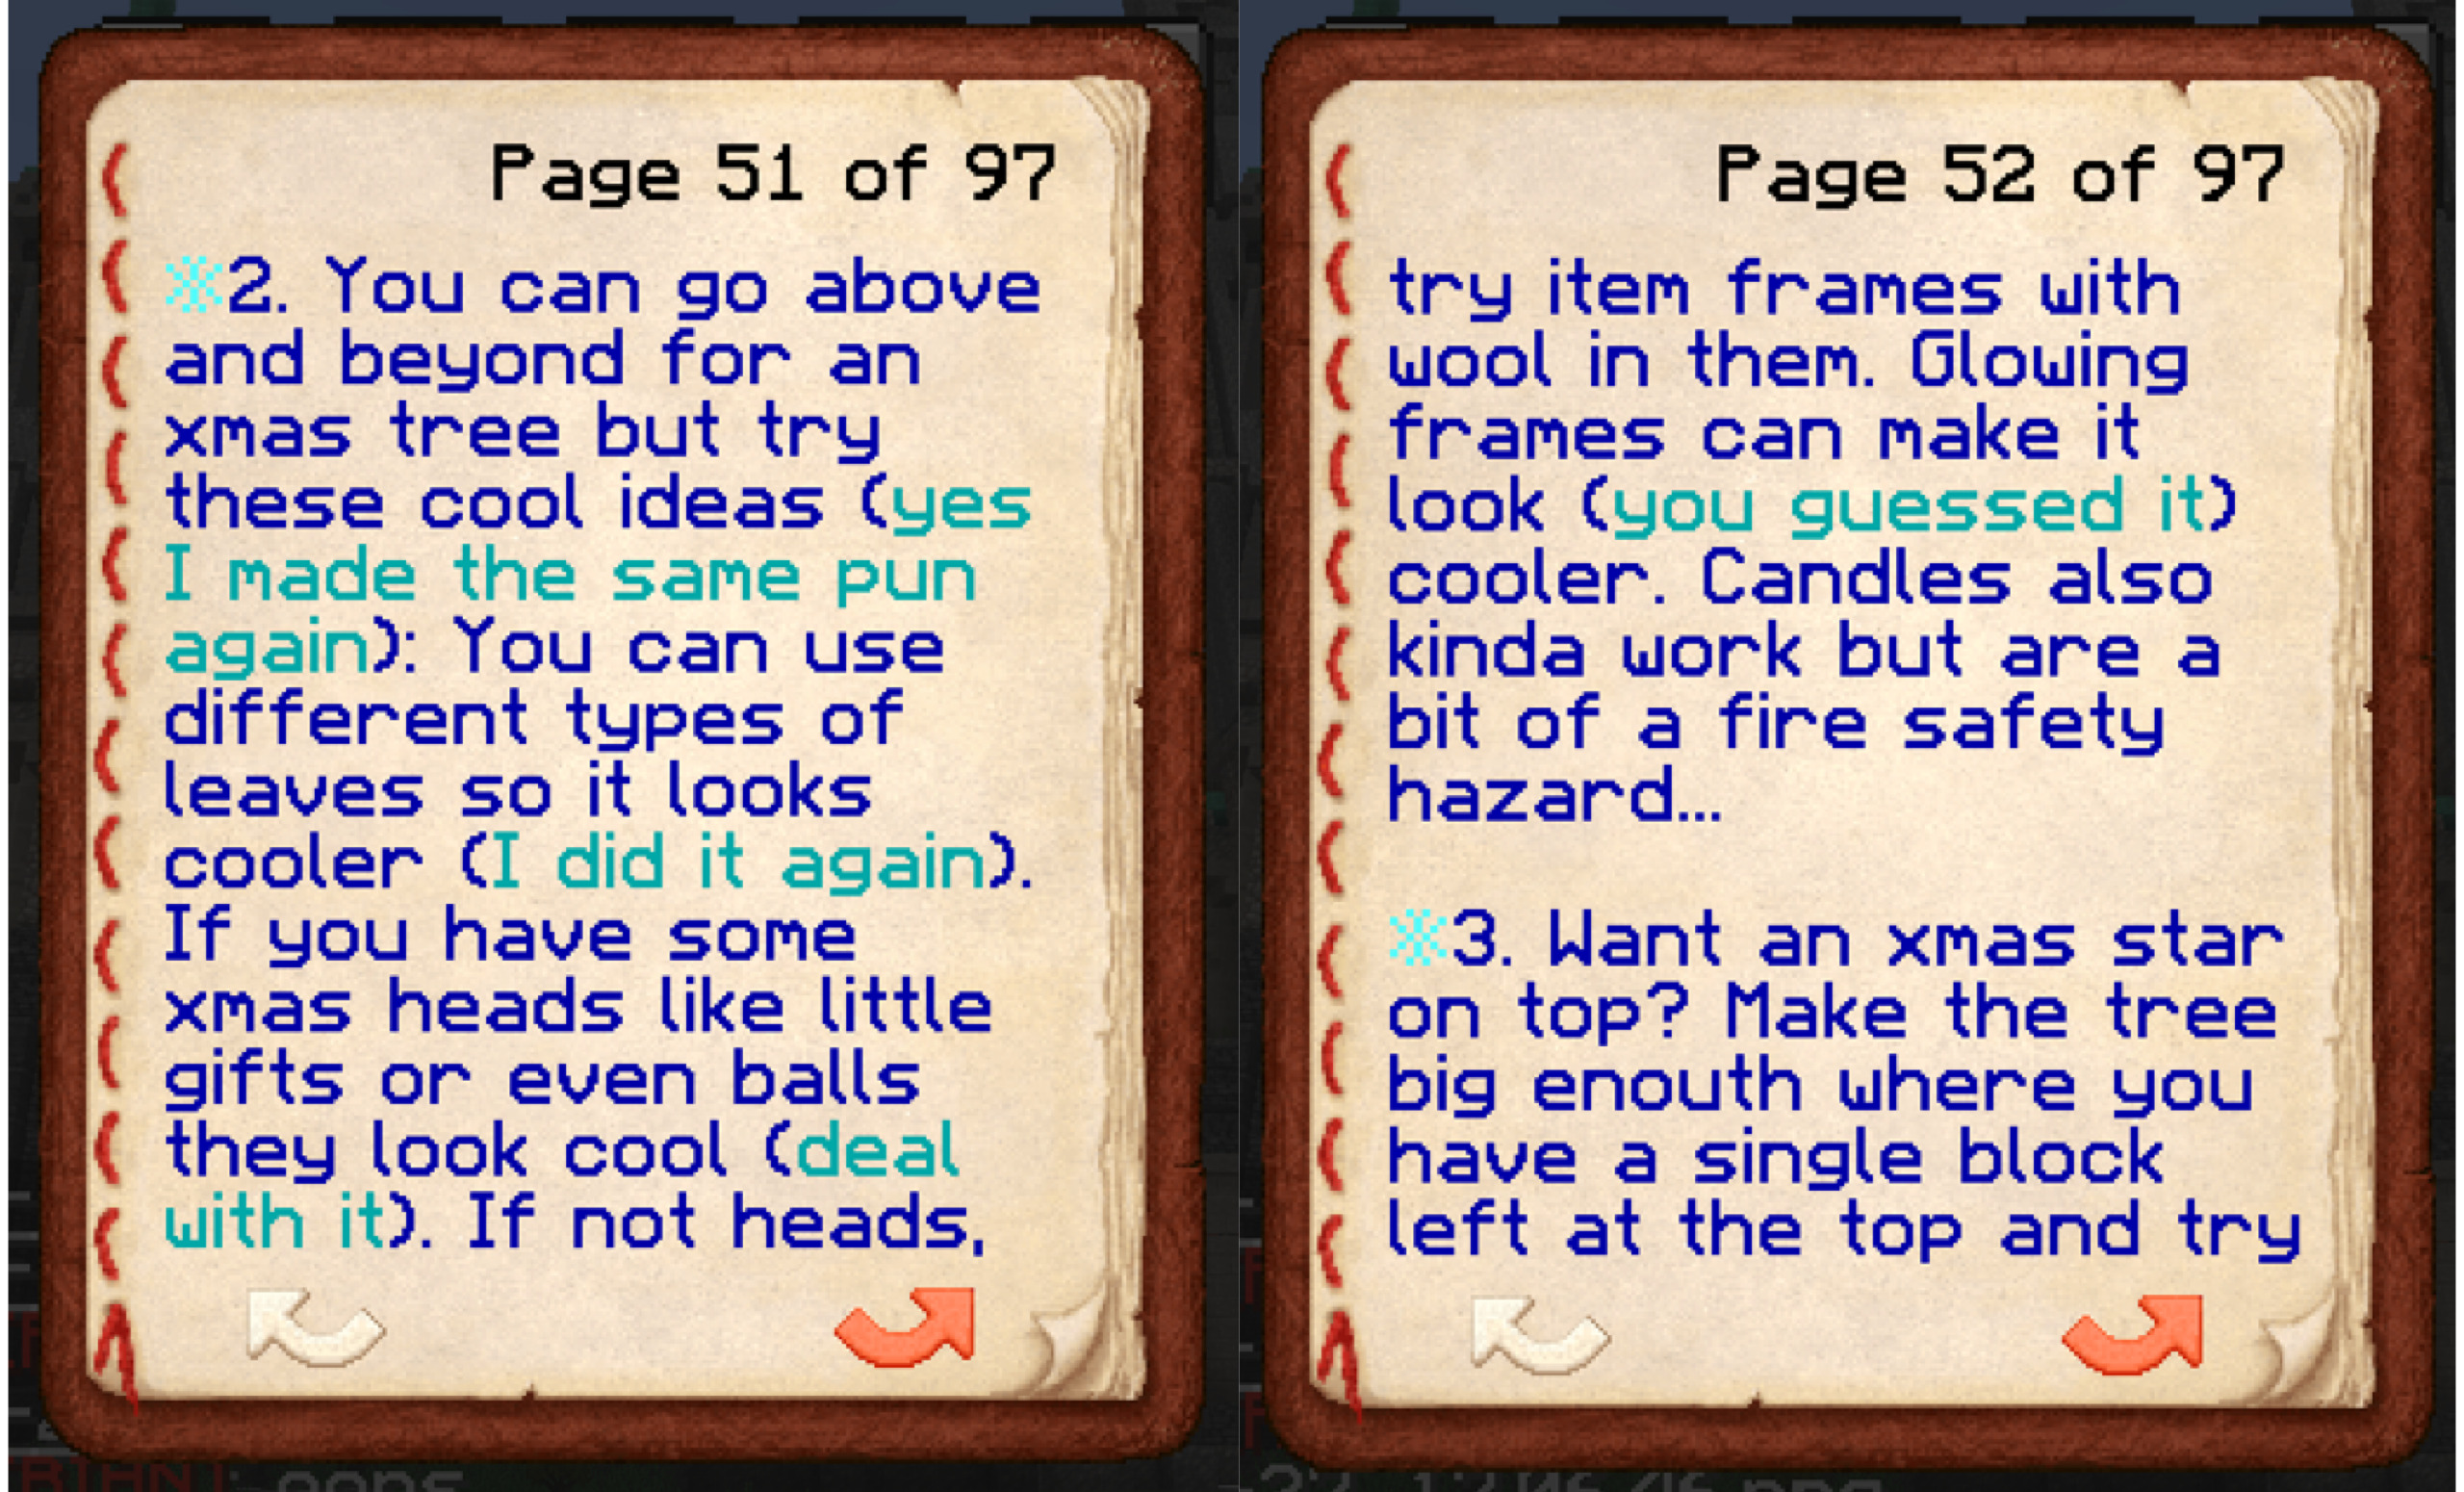 Page 51 of 97
※2. You can go above
and beyond for an
xmas tree but try
these cool ideas (yes
I made the same pun
again): You can use
different types of
leaves so it looks
cooler (I did it again).
If you have some
xmas heads like little
gifts or even balls
they look cool (deal
with it). If not heads,
Page 52 of 97
try item frames with
wool in them. Glowing
frames can make it
look (you guessed it)
cooler. Candles also
kinda work but are a
bit of a fire safety
hazard...
※3. Want an xmas star
on top? Make the tree
big enouth where you
have a single block
left at the top and try